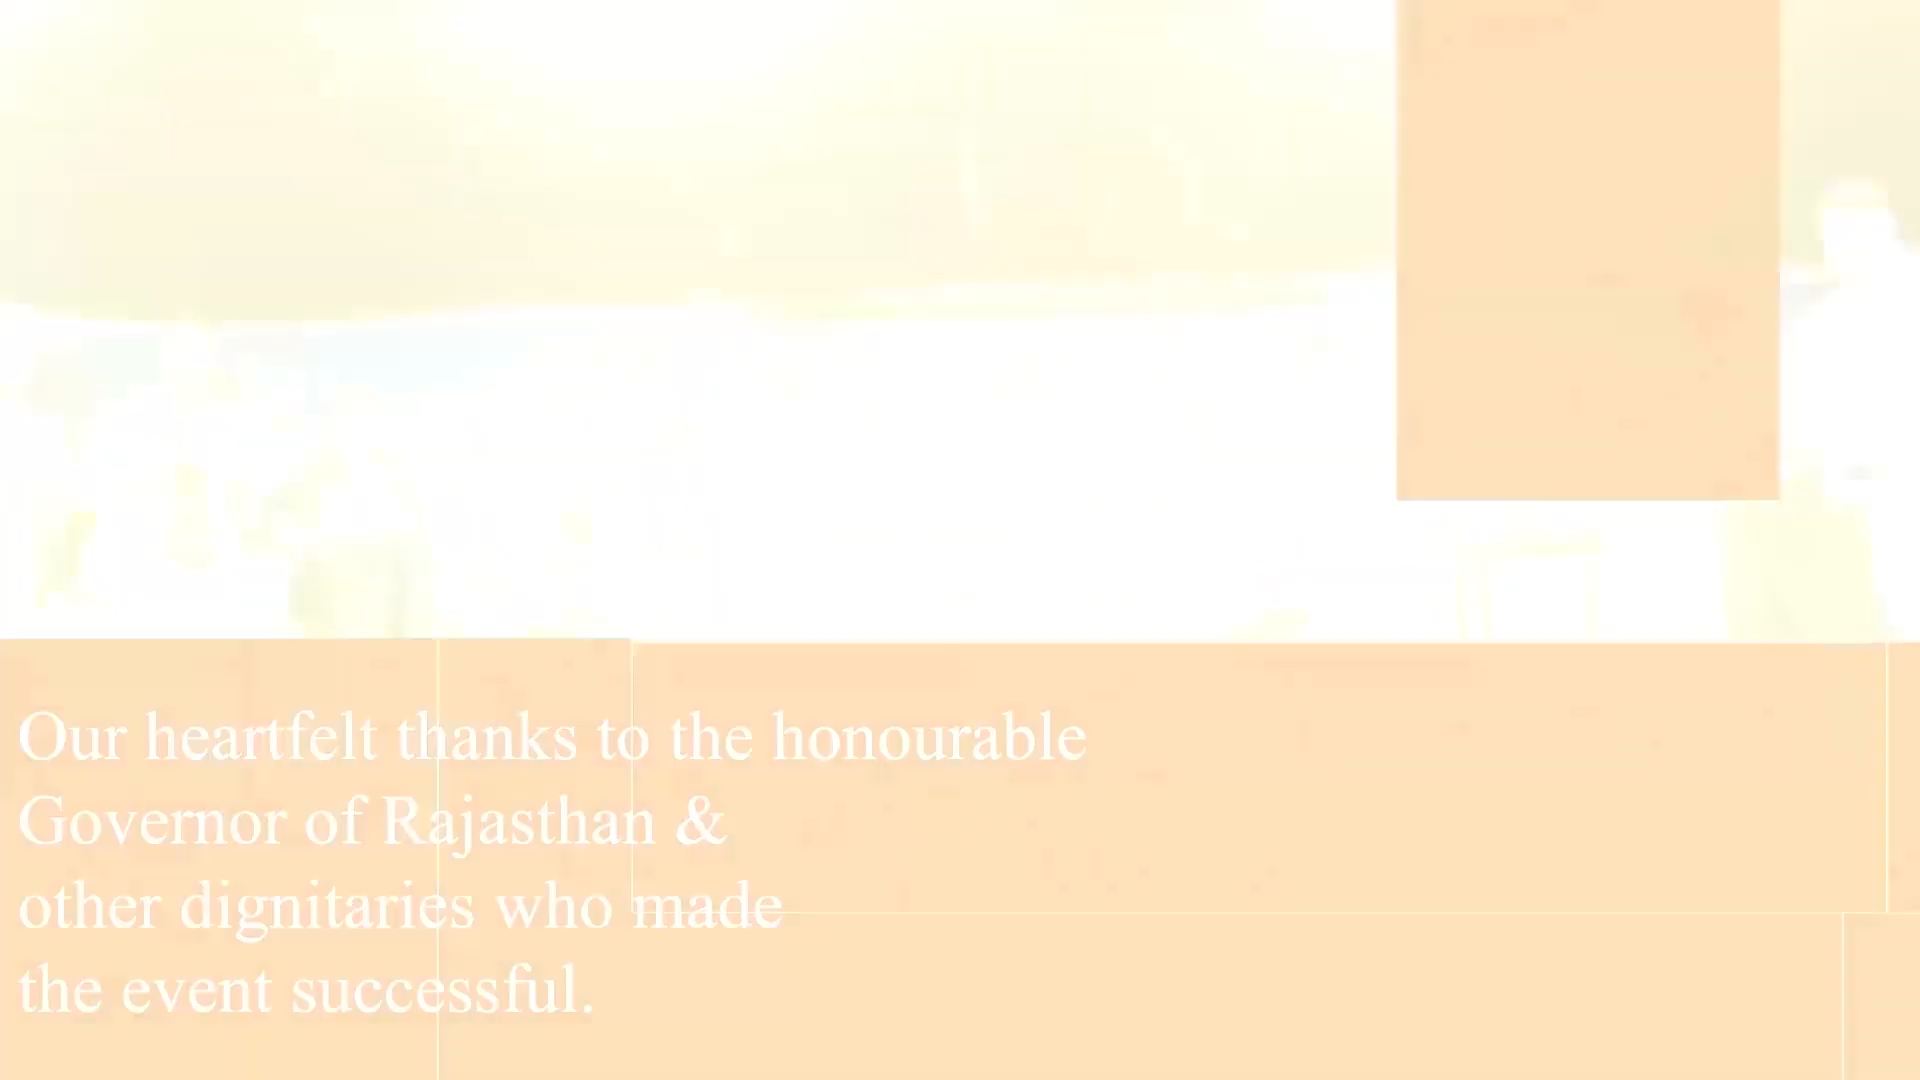 Our heartfelt thanks to the honourable
Governor of Rajasthan &
other dignitaries who made
the event successful.